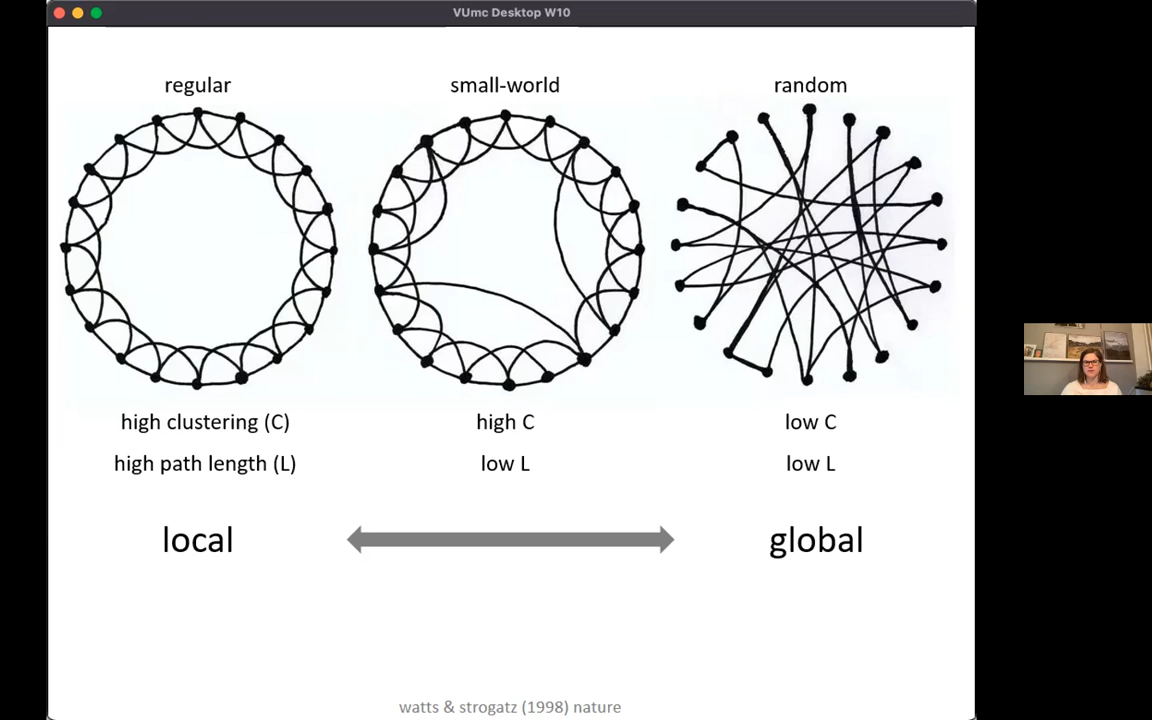 VUmc Desktop W10
regular
small-world
random
high clustering (C)
high C
low C
high path length (L)
low L
low L
local
global
watts & strogatz (1998) nature